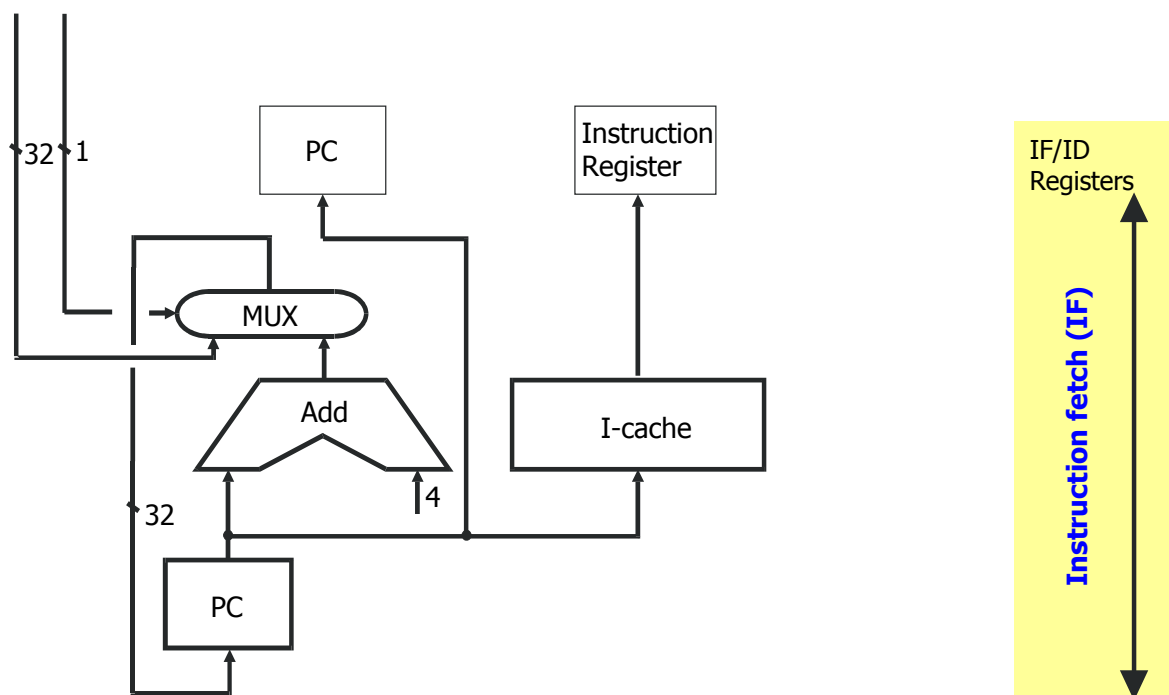 32
1
PC
Instruction
Register
IF/ID
Registers
MUX
Add
I-cache
4
32
PC
Instruction fetch (IF)